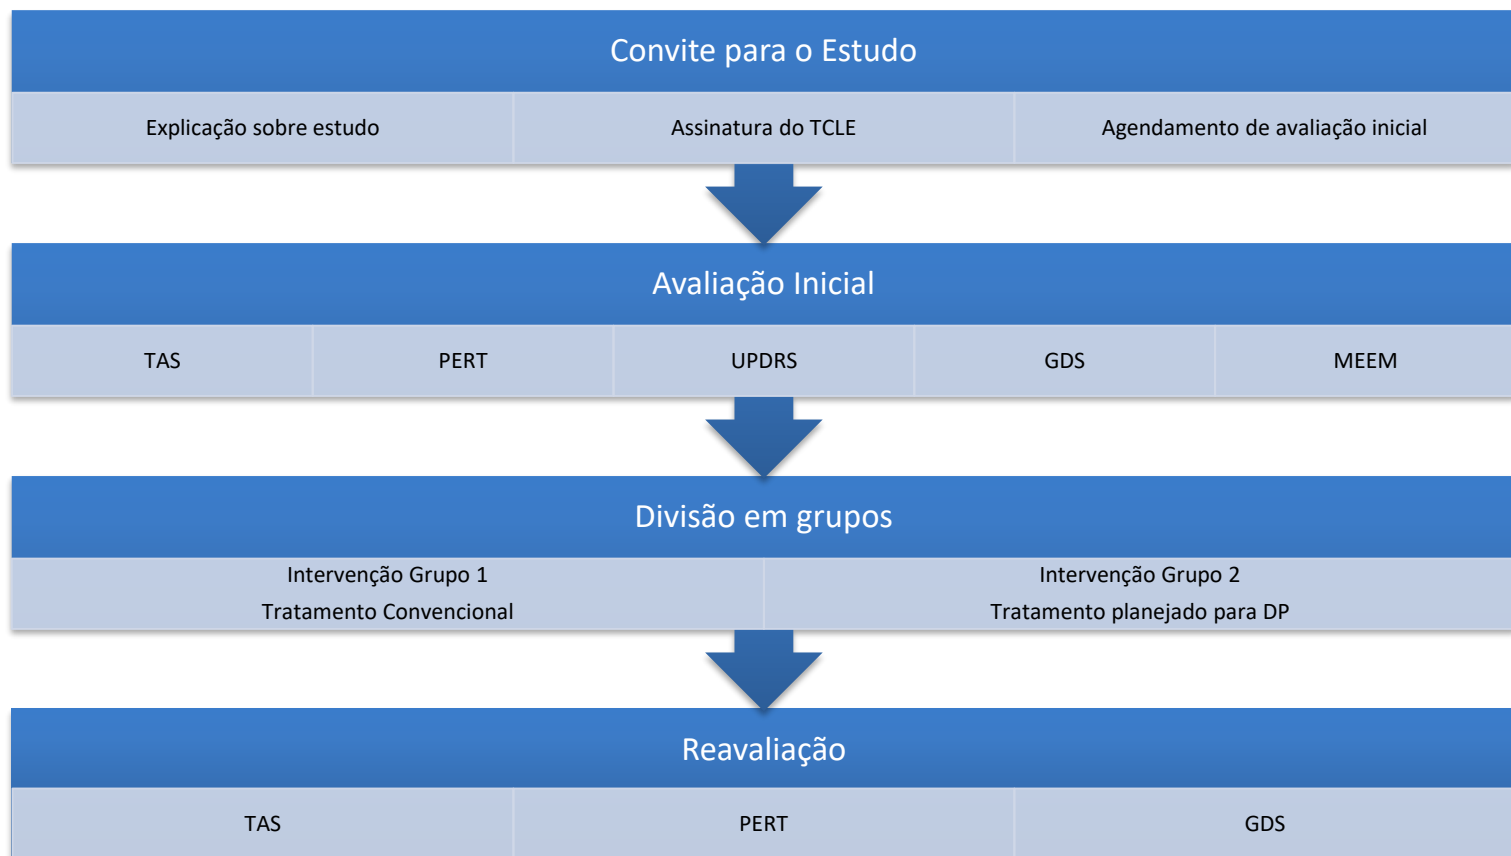 Convite para o Estudo
Explicação sobre estudo
Assinatura do TCLE
Agendamento de avaliação inicial
Avaliação Inicial
TAS
PERT
UPDRS
GDS
MEEM
Divisão em grupos
Intervenção Grupo 1
Tratamento Convencional
Intervenção Grupo 2
Tratamento planejado para DP
Reavaliação
TAS
PERT
GDS